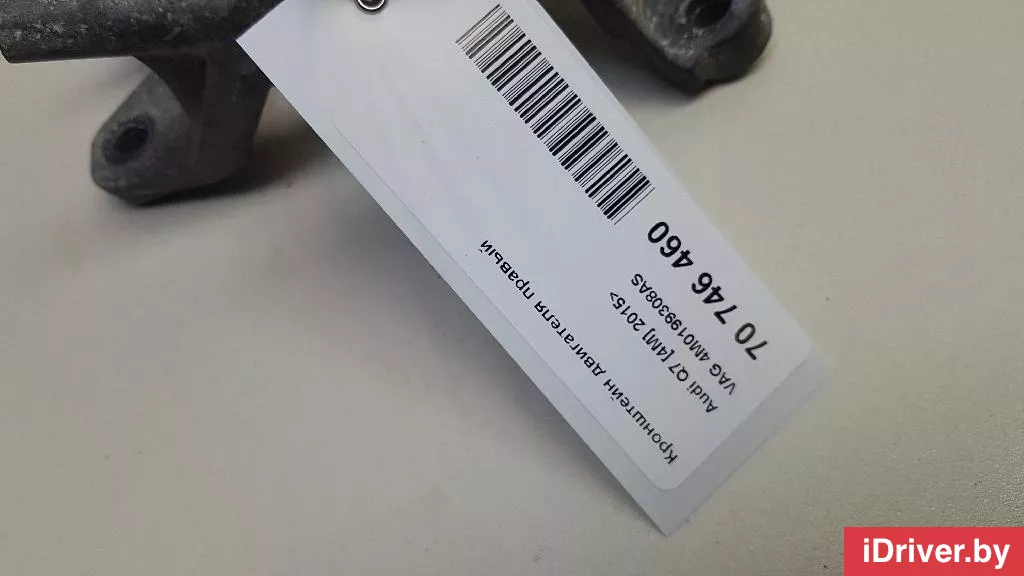 70 746 460
VAG 4M0199308AS
Audi Q7 [4M] 2015>
Кронштейн двигателя правый
iDriver.by